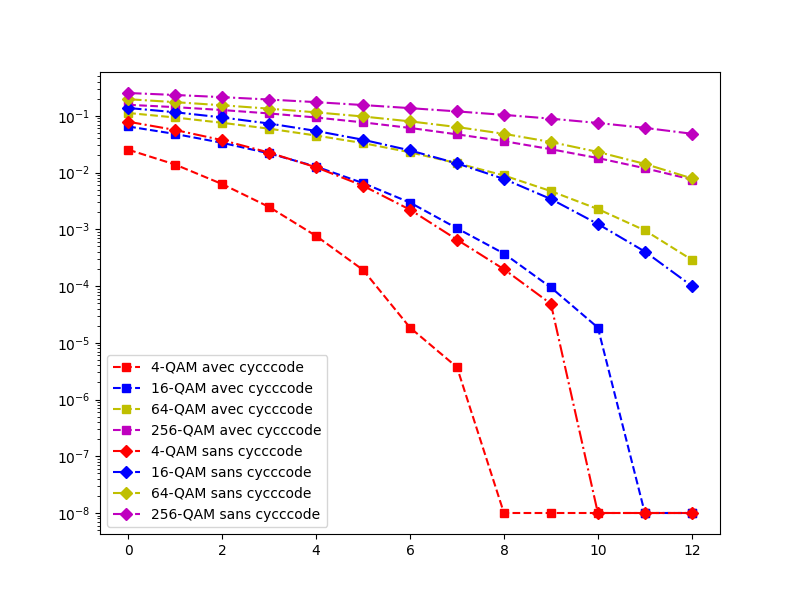 10⁻¹
10⁻²
10⁻³
10⁻⁴
10⁻⁵
10⁻⁶
10⁻⁷
10⁻⁸
4-QAM avec cycccode
16-QAM avec cycccode
64-QAM avec cycccode
256-QAM avec cycccode
4-QAM sans cycccode
16-QAM sans cycccode
64-QAM sans cycccode
256-QAM sans cycccode
0 2 4 6 8 10 12